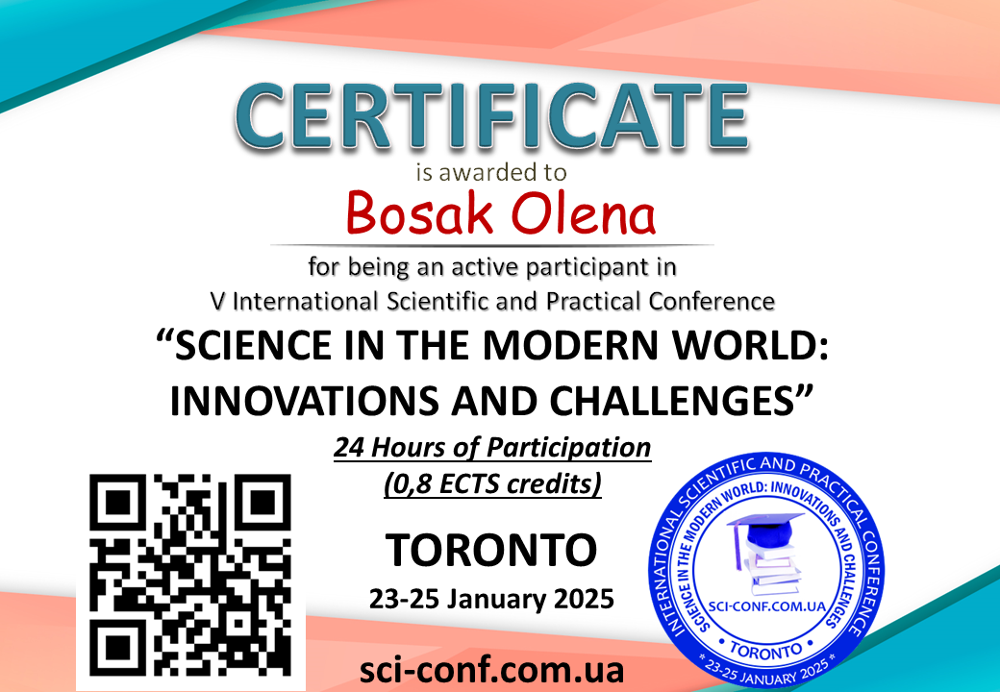 CERTIFICATE
is awarded to
Bosak Olena
for being an active participant in
V International Scientific and Practical Conference
“SCIENCE IN THE MODERN WORLD:
INNOVATIONS AND CHALLENGES”
24 Hours of Participation
(0,8 ECTS credits)
TORONTO
23-25 January 2025
sci-conf.com.ua
INTERNATIONAL SCIENTIFIC AND PRACTICAL CONFERENCE
SCIENCE IN THE MODERN WORLD: INNOVATIONS AND CHALLENGES
SCI-CONF.COM.UA
• TORONTO •
* 23-25 JANUARY 2025 *